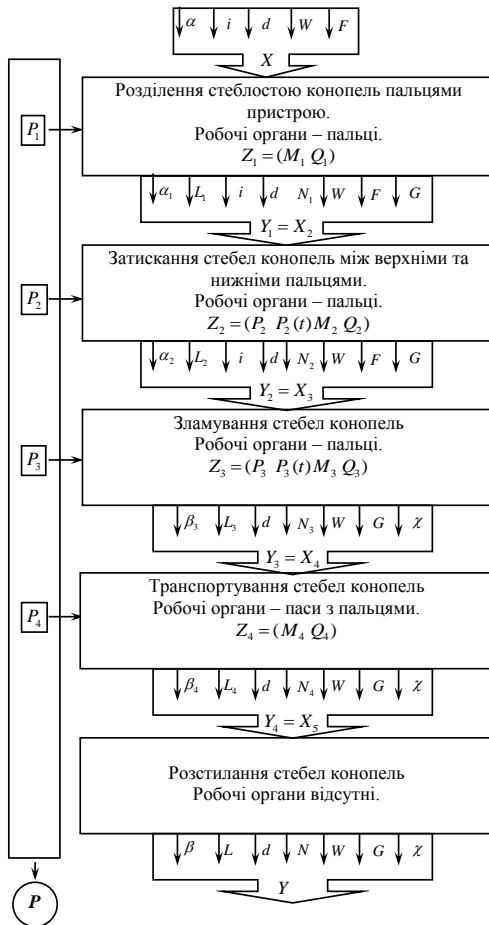 α i d W F
X
Розділення стеблостою конопель пальцями
пристрою.
Робочі органи – пальці.
Z₁ = (M₁ Q₁)
P₁
α₁ L₁ i d N₁ W F G
Y₁ = X₂
Затискання стебел конопель між верхніми та
нижніми пальцями.
Робочі органи – пальці.
Z₂ = (P₂ P₂(t) M₂ Q₂)
P₂
α₂ L₂ i d N₂ W F G
Y₂ = X₃
Зламування стебел конопель
Робочі органи – пальці.
Z₃ = (P₃ P₃(t) M₃ Q₃)
P₃
β₃ L₃ d N₃ W G χ
Y₃ = X₄
Транспортування стебел конопель
Робочі органи – паси з пальцями.
Z₄ = (M₄ Q₄)
P₄
β₄ L₄ d N₄ W G χ
Y₄ = X₅
Розстилання стебел конопель
Робочі органи відсутні.
β L d N W G χ
Y
P